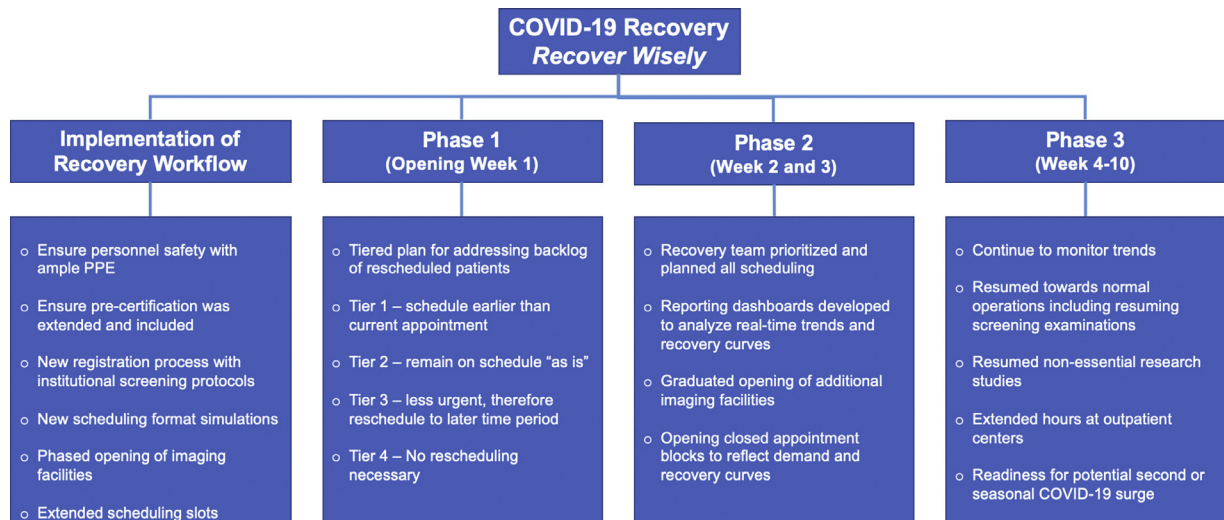 COVID-19 Recovery
Recover Wisely
Implementation of
Recovery Workflow
Phase 1
(Opening Week 1)
Phase 2
(Week 2 and 3)
Phase 3
(Week 4-10)
Ensure personnel safety with
ample PPE
Ensure pre-certification was
extended and included
New registration process with
institutional screening protocols
New scheduling format simulations
Phased opening of imaging
facilities
Extended scheduling slots
Tiered plan for addressing backlog
of rescheduled patients
Tier 1 – schedule earlier than
current appointment
Tier 2 – remain on schedule “as is”
Tier 3 – less urgent, therefore
reschedule to later time period
Tier 4 – No rescheduling
necessary
Recovery team prioritized and
planned all scheduling
Reporting dashboards developed
to analyze real-time trends and
recovery curves
Graduated opening of additional
imaging facilities
Opening closed appointment
blocks to reflect demand and
recovery curves
Continue to monitor trends
Resumed towards normal
operations including resuming
screening examinations
Resumed non-essential research
studies
Extended hours at outpatient
centers
Readiness for potential second or
seasonal COVID-19 surge